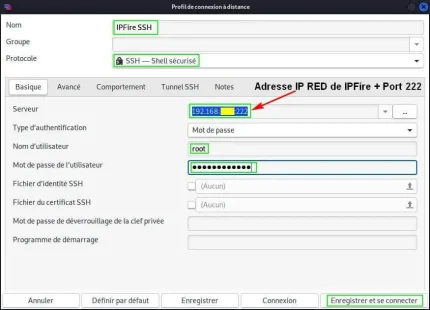 Profil de connexion à distance
Nom
IPFire SSH
Groupe
Protocole
SSH — Shell sécurisé
Basique Avancé Comportement Tunnel SSH Notes
Adresse IP RED de IPFire + Port 222
Serveur
192.168. :222
...
Type d'authentification
Mot de passe
Nom d'utilisateur
root
Mot de passe de l'utilisateur
●●●●●●●●●●●●
Fichier d'identité SSH
(Aucun)
Fichier du certificat SSH
(Aucun)
Mot de passe de déverrouillage de la clef privée
Programme de démarrage
Annuler Définir par défaut Enregistrer Connexion Enregistrer et se connecter